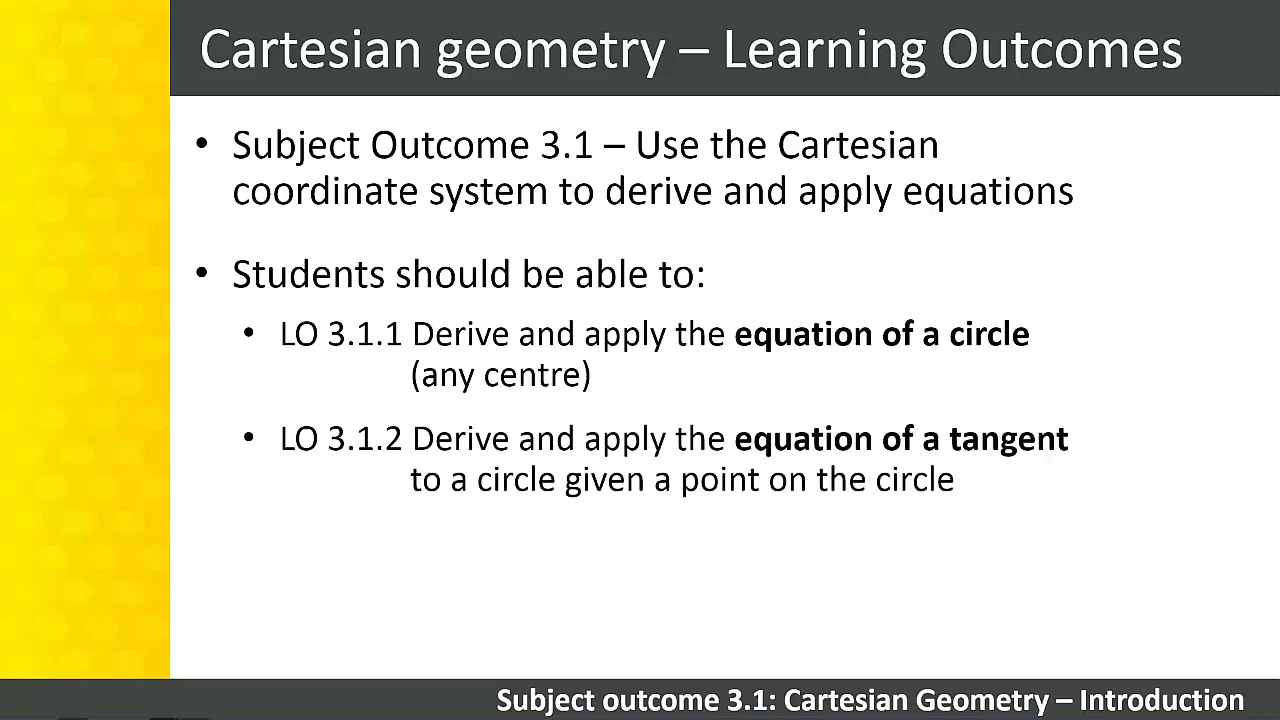 Cartesian geometry – Learning Outcomes
• Subject Outcome 3.1 – Use the Cartesian
coordinate system to derive and apply equations
• Students should be able to:
• LO 3.1.1 Derive and apply the equation of a circle
(any centre)
• LO 3.1.2 Derive and apply the equation of a tangent
to a circle given a point on the circle
Subject outcome 3.1: Cartesian Geometry – Introduction